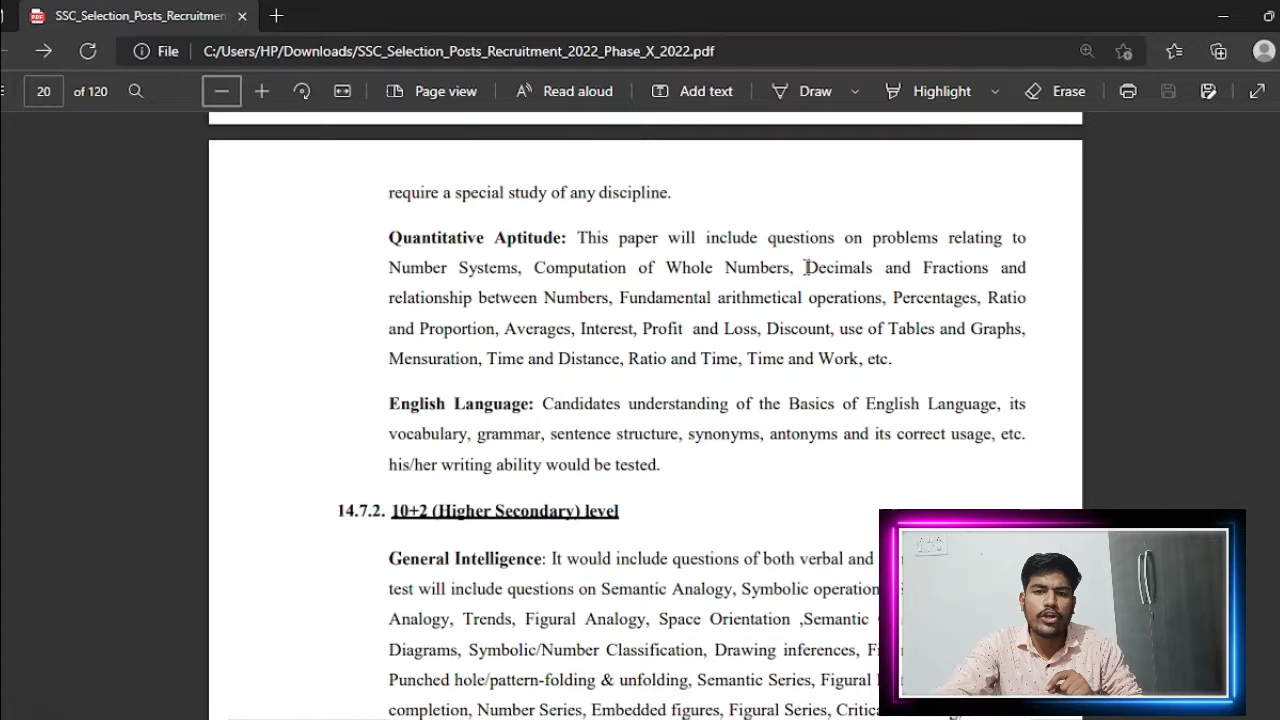 SSC_Selection_Posts_Recruitmen
File
C:/Users/HP/Downloads/SSC_Selection_Posts_Recruitment_2022_Phase_X_2022.pdf
20 of 120
Page view
Read aloud
Add text
Draw
Highlight
Erase
require a special study of any discipline.
Quantitative Aptitude: This paper will include questions on problems relating to
Number Systems, Computation of Whole Numbers, Decimals and Fractions and
relationship between Numbers, Fundamental arithmetical operations, Percentages, Ratio
and Proportion, Averages, Interest, Profit and Loss, Discount, use of Tables and Graphs,
Mensuration, Time and Distance, Ratio and Time, Time and Work, etc.
English Language: Candidates understanding of the Basics of English Language, its
vocabulary, grammar, sentence structure, synonyms, antonyms and its correct usage, etc.
his/her writing ability would be tested.
14.7.2. 10+2 (Higher Secondary) level
General Intelligence: It would include questions of both verbal and
test will include questions on Semantic Analogy, Symbolic operation
Analogy, Trends, Figural Analogy, Space Orientation ,Semantic
Diagrams, Symbolic/Number Classification, Drawing inferences,
Punched hole/pattern-folding & unfolding, Semantic Series, Figural
completion, Number Series, Embedded figures, Figural Series,